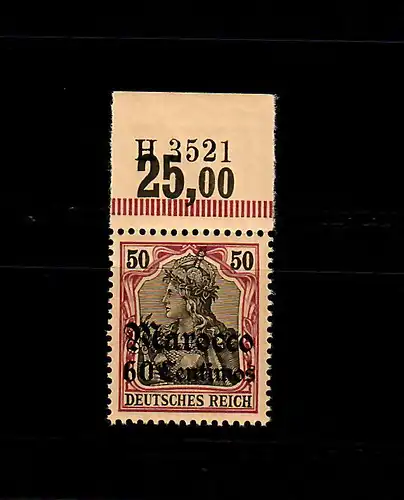 H 3521
25,00
50 50
Marocco
60 Centimos
DEUTSCHES REICH